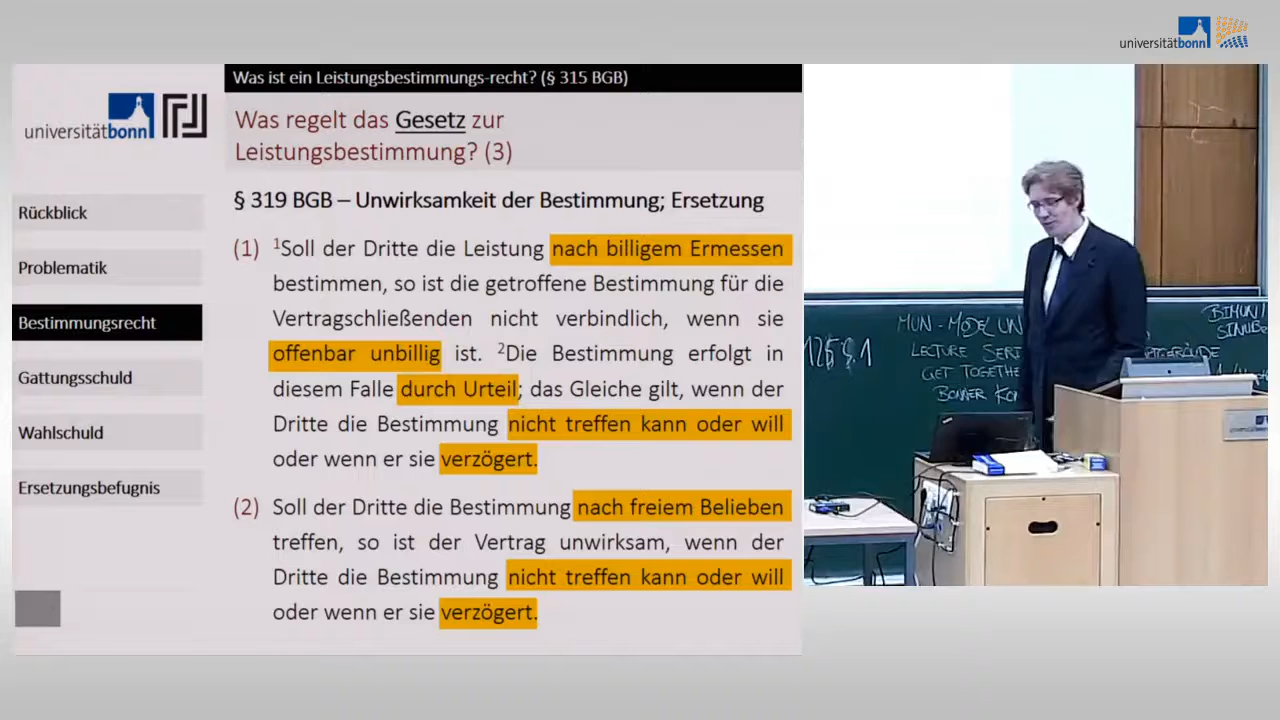 universitätbonn
Was ist ein Leistungsbestimmungs-recht? (§ 315 BGB)
universitätbonn
Was regelt das Gesetz zur
Leistungsbestimmung? (3)
§ 319 BGB – Unwirksamkeit der Bestimmung; Ersetzung
Rückblick
Problematik
Bestimmungsrecht
Gattungsschuld
Wahlschuld
Ersetzungsbefugnis
(1) ¹Soll der Dritte die Leistung nach billigem Ermessen
bestimmen, so ist die getroffene Bestimmung für die
Vertragschließenden nicht verbindlich, wenn sie
offenbar unbillig ist. ²Die Bestimmung erfolgt in
diesem Falle durch Urteil; das Gleiche gilt, wenn der
Dritte die Bestimmung nicht treffen kann oder will
oder wenn er sie verzögert.
(2) Soll der Dritte die Bestimmung nach freiem Belieben
treffen, so ist der Vertrag unwirksam, wenn der
Dritte die Bestimmung nicht treffen kann oder will
oder wenn er sie verzögert.
MUN - MODEL UN
LECTURE SERI
GET TOGETHE
BONNER KO